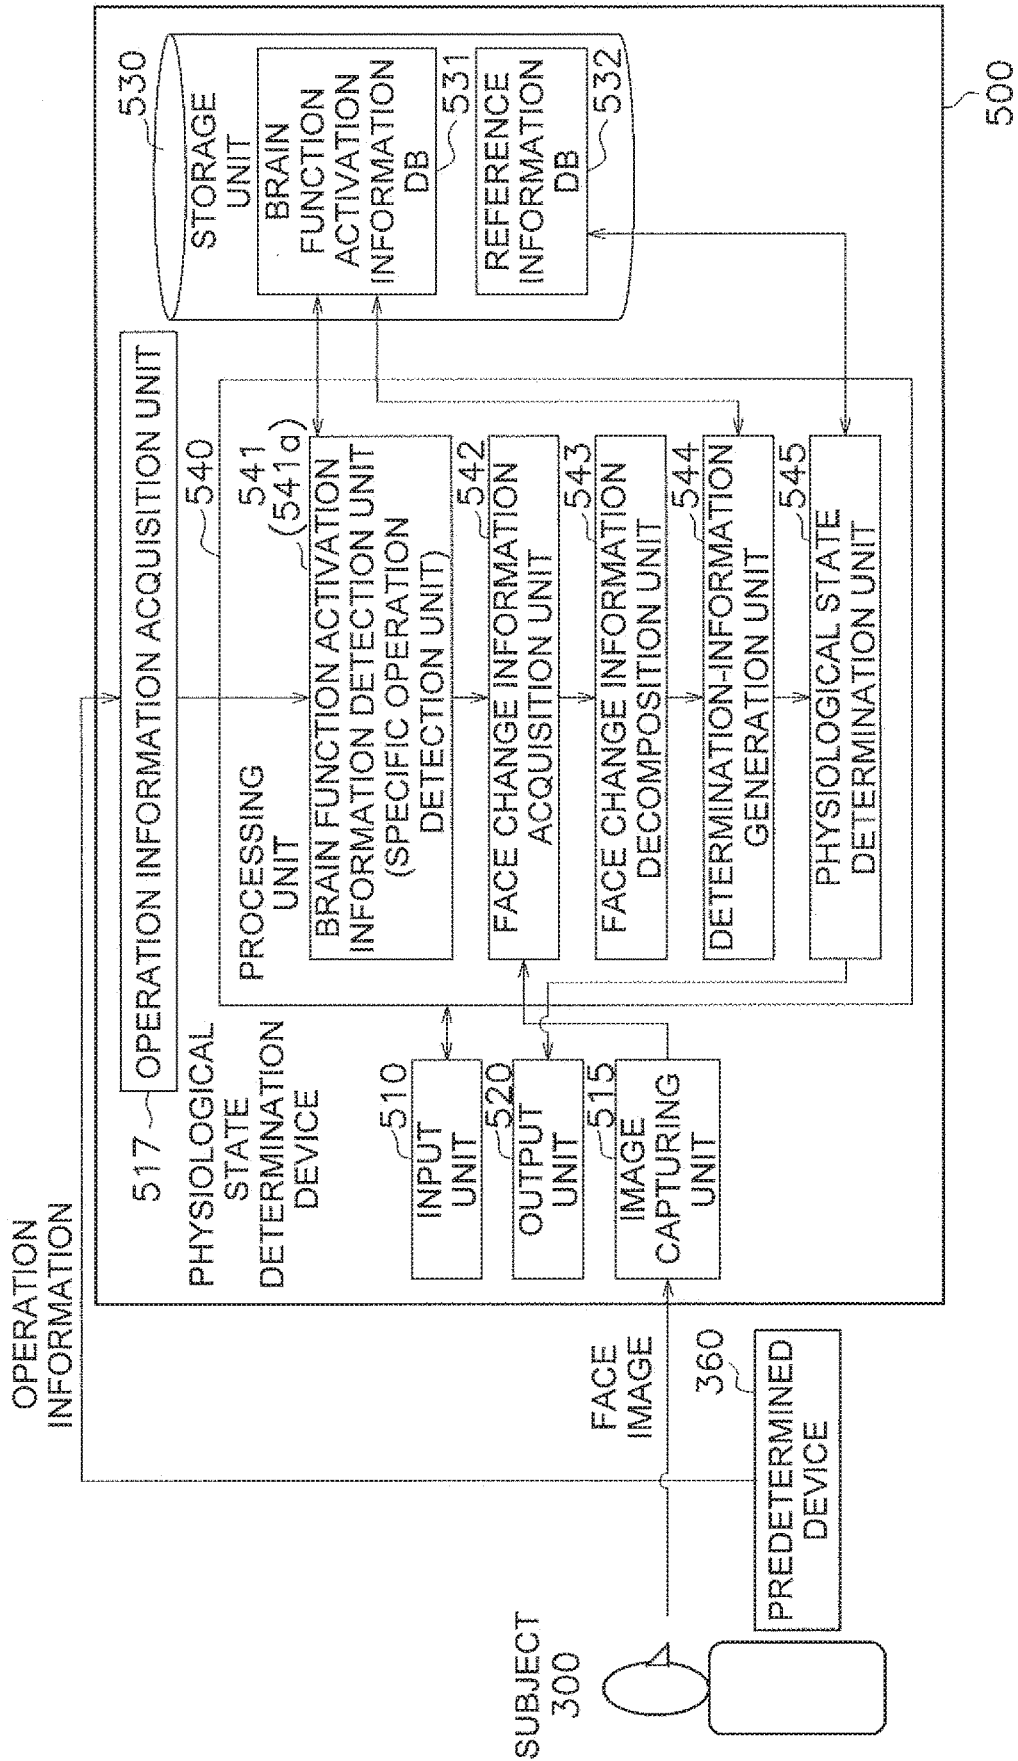 OPERATION
INFORMATION
517
OPERATION INFORMATION ACQUISITION UNIT
PHYSIOLOGICAL
STATE
DETERMINATION
DEVICE
PROCESSING
UNIT
540
541
(541a)
BRAIN FUNCTION ACTIVATION
INFORMATION DETECTION UNIT
(SPECIFIC OPERATION
DETECTION UNIT)
542
FACE CHANGE INFORMATION
ACQUISITION UNIT
543
FACE CHANGE INFORMATION
DECOMPOSITION UNIT
544
DETERMINATION-INFORMATION
GENERATION UNIT
545
PHYSIOLOGICAL STATE
DETERMINATION UNIT
530
STORAGE
UNIT
BRAIN
FUNCTION
ACTIVATION
INFORMATION
DB
531
REFERENCE
INFORMATION
DB
532
510
INPUT
UNIT
520
OUTPUT
UNIT
515
IMAGE
CAPTURING
UNIT
500
FACE
IMAGE
360
PREDETERMINED
DEVICE
SUBJECT
300